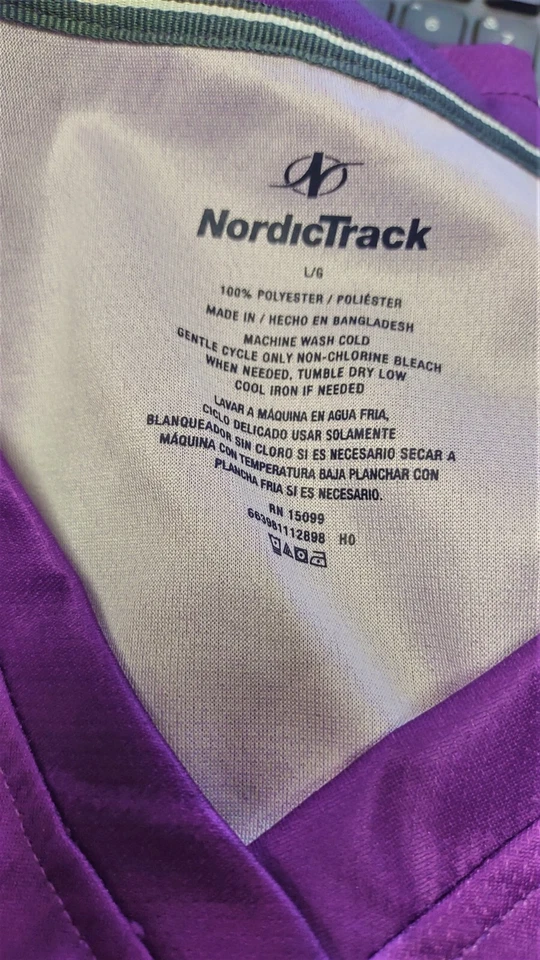 NordicTrack
L/G
100% POLYESTER / POLIÉSTER
MADE IN / HECHO EN BANGLADESH
MACHINE WASH COLD
GENTLE CYCLE ONLY NON-CHLORINE BLEACH
WHEN NEEDED, TUMBLE DRY LOW
COOL IRON IF NEEDED
LAVAR A MÁQUINA EN AGUA FRIA,
CICLO DELICADO USAR SOLAMENTE
BLANQUEADOR SIN CLORO SI ES NECESARIO SECAR A
MÁQUINA CON TEMPERATURA BAJA PLANCHAR CON
PLANCHA FRIA SI ES NECESARIO.
RN 15099
663981112898 HO